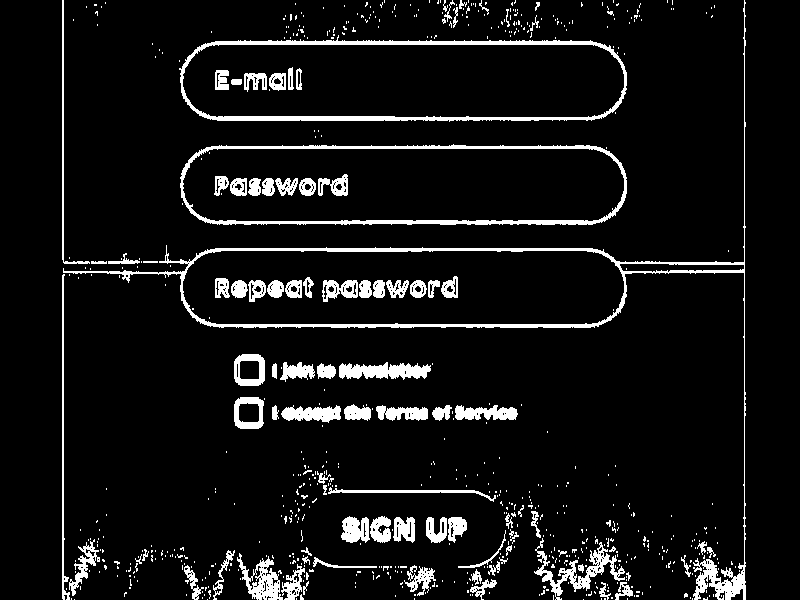 E-mail
Password
Repeat password
I join to Newsletter
I accept the Terms of Service
SIGN UP